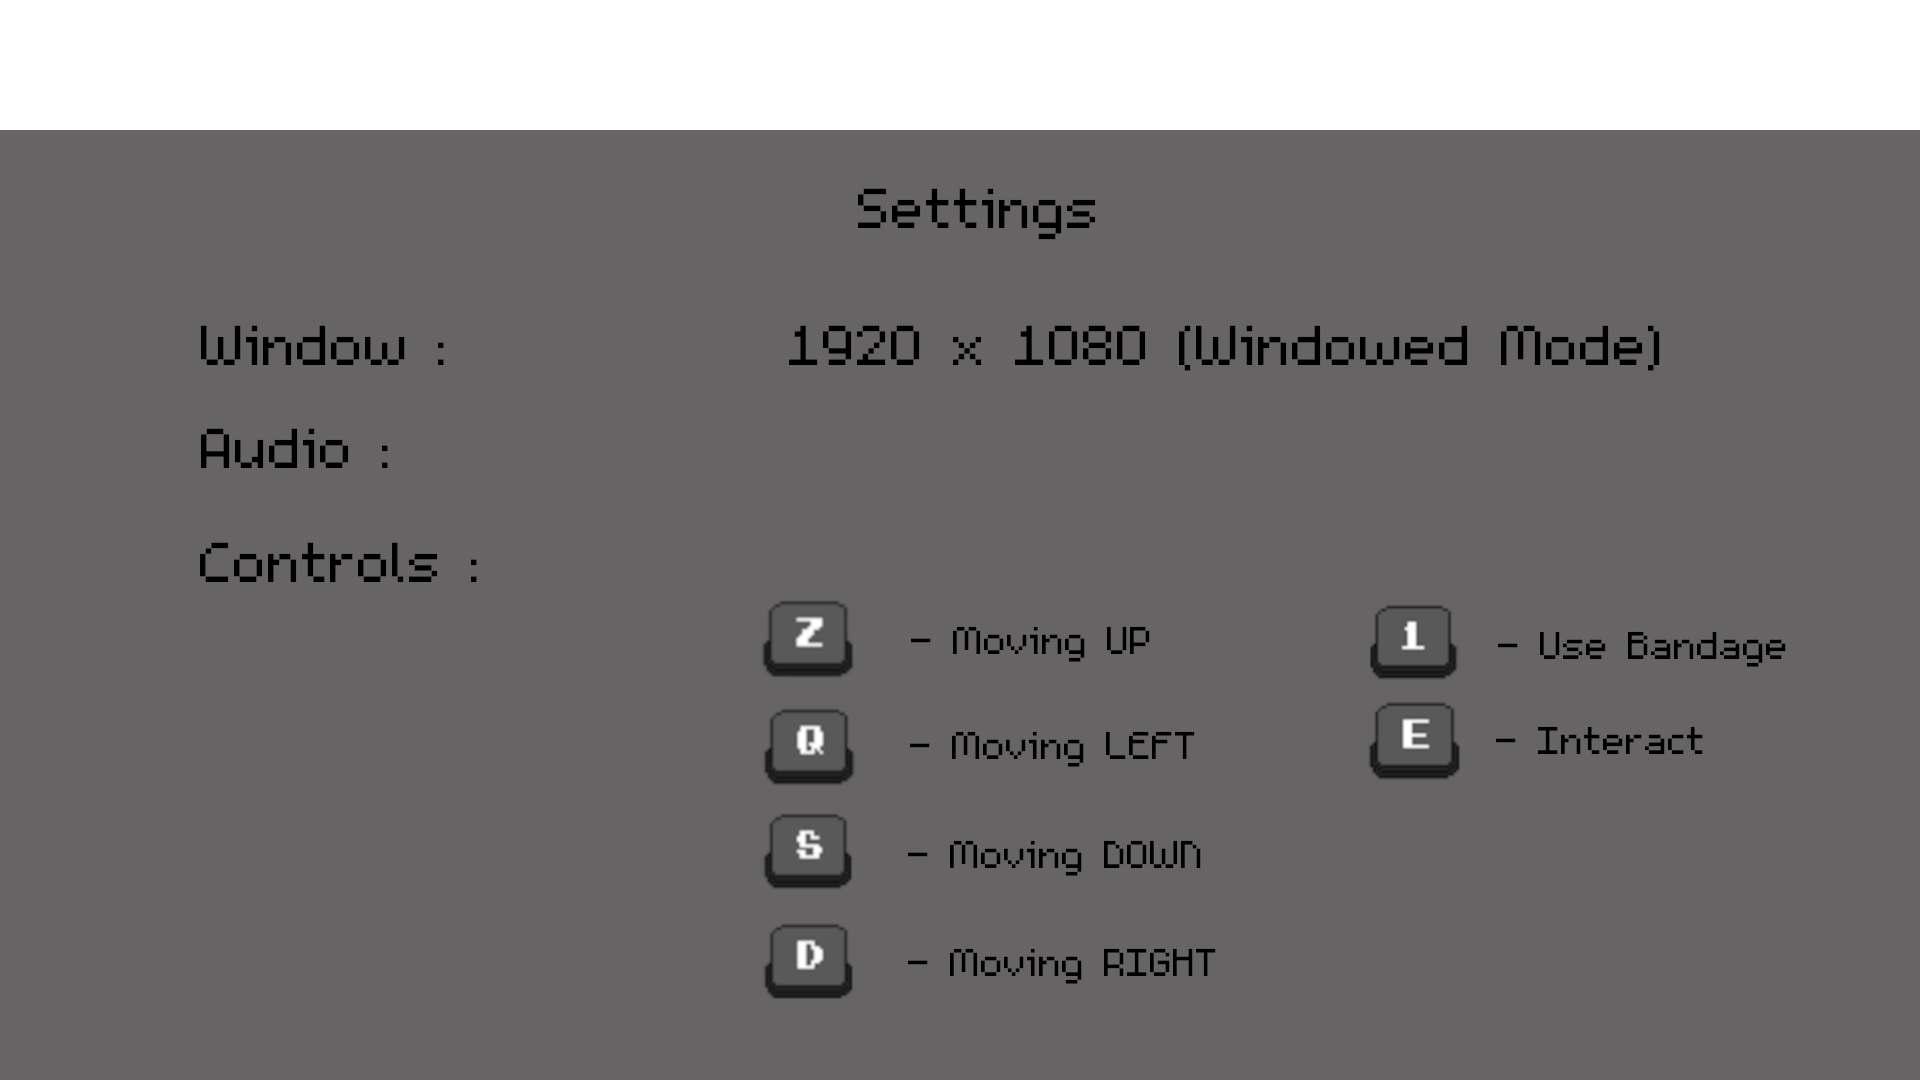 Settings
Window : 1920 x 1080 (Windowed Mode)
Audio :
Controls :
Z - Moving UP
1 - Use Bandage
Q - Moving LEFT
E - Interact
S - Moving DOWN
D - Moving RIGHT